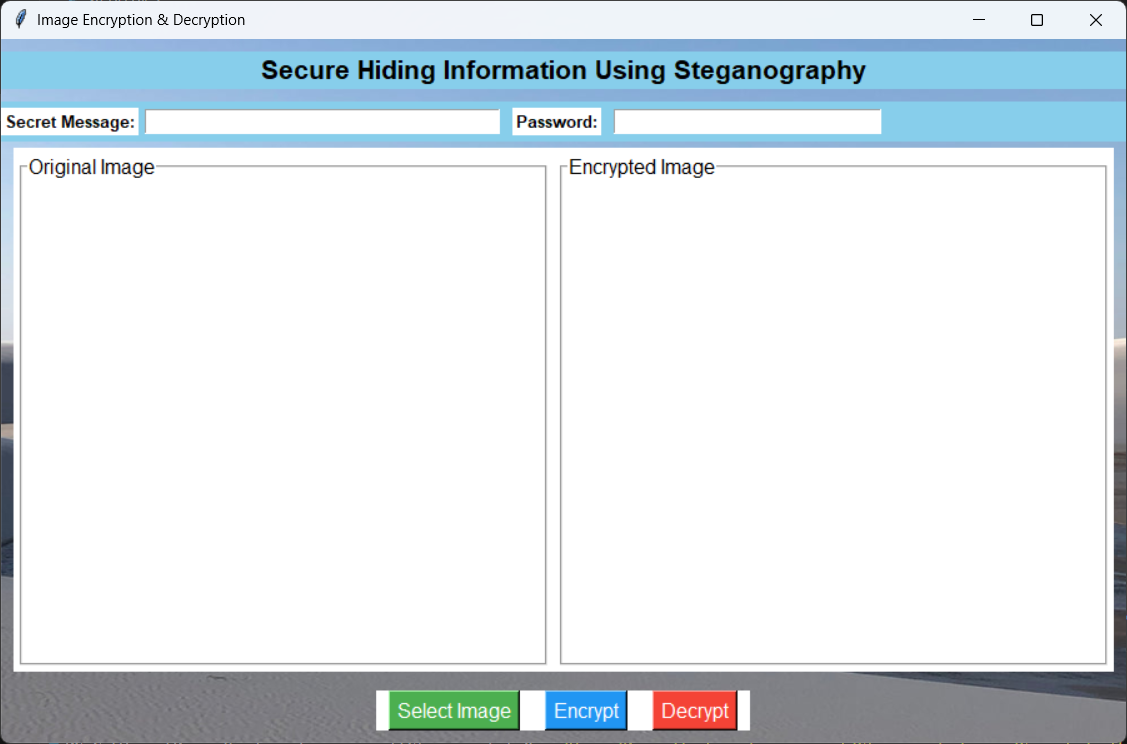 Image Encryption & Decryption
Secure Hiding Information Using Steganography
Secret Message: Password:
Original Image Encrypted Image
Select Image Encrypt Decrypt